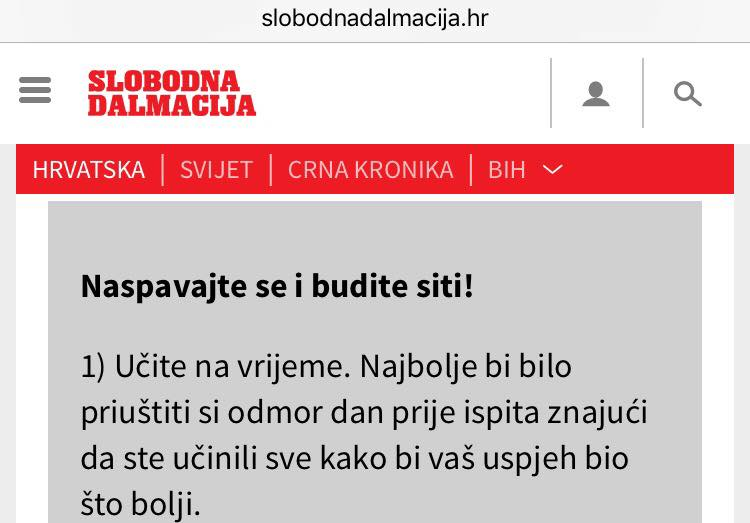 slobodnadalmacija.hr
SLOBODNA
DALMACIJA
HRVATSKA | SVIJET | CRNA KRONIKA | BIH
Naspavajte se i budite siti!
1) Učite na vrijeme. Najbolje bi bilo
priuštiti si odmor dan prije ispita znajući
da ste učinili sve kako bi vaš uspjeh bio
što bolji.